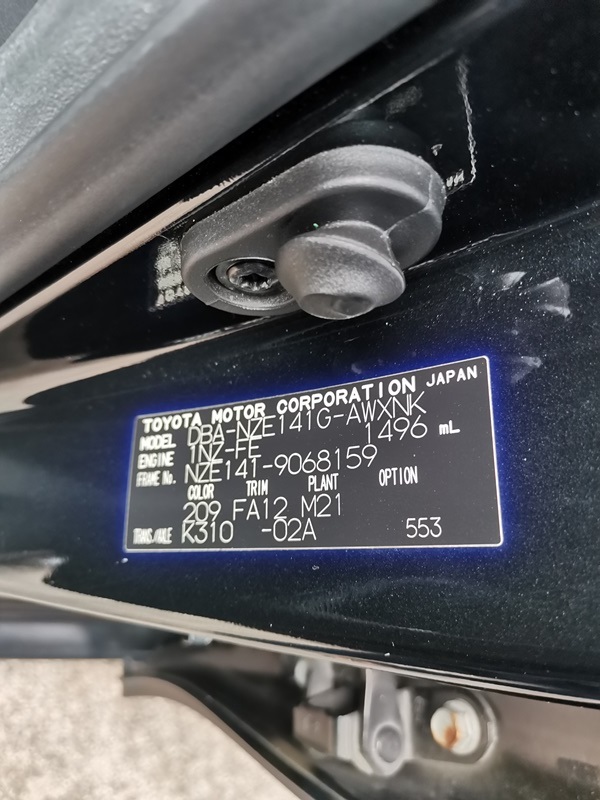 TOYOTA MOTOR CORPORATION JAPAN
MODEL DBA-NZE141G-AWXNK
ENGINE 1NZ-FE 1496 mL
FRAME No. NZE141-9068159
COLOR TRIM PLANT OPTION
209 FA12 M21
TRANS/AXLE K310 -02A 553